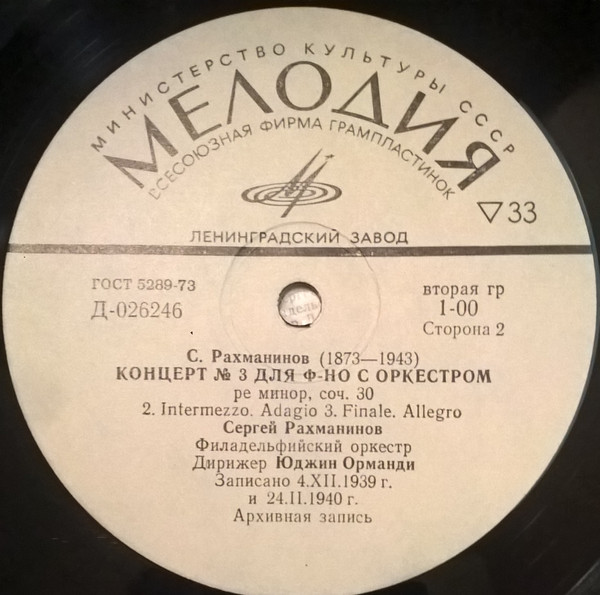 МИНИСТЕРСТВО КУЛЬТУРЫ СССР
МЕЛОДИЯ
ВСЕСОЮЗНАЯ ФИРМА ГРАМПЛАСТИНОК
▽33
ЛЕНИНГРАДСКИЙ ЗАВОД
ГОСТ 5289-73
Д-026246
вторая гр
1-00
Сторона 2
С. Рахманинов (1873—1943)
КОНЦЕРТ № 3 ДЛЯ Ф-НО С ОРКЕСТРОМ
ре минор, соч. 30
2. Intermezzo. Adagio 3. Finale. Allegro
Сергей Рахманинов
Филадельфийский оркестр
Дирижер Юджин Орманди
Записано 4.XII.1939 г.
и 24.II.1940 г.
Архивная запись